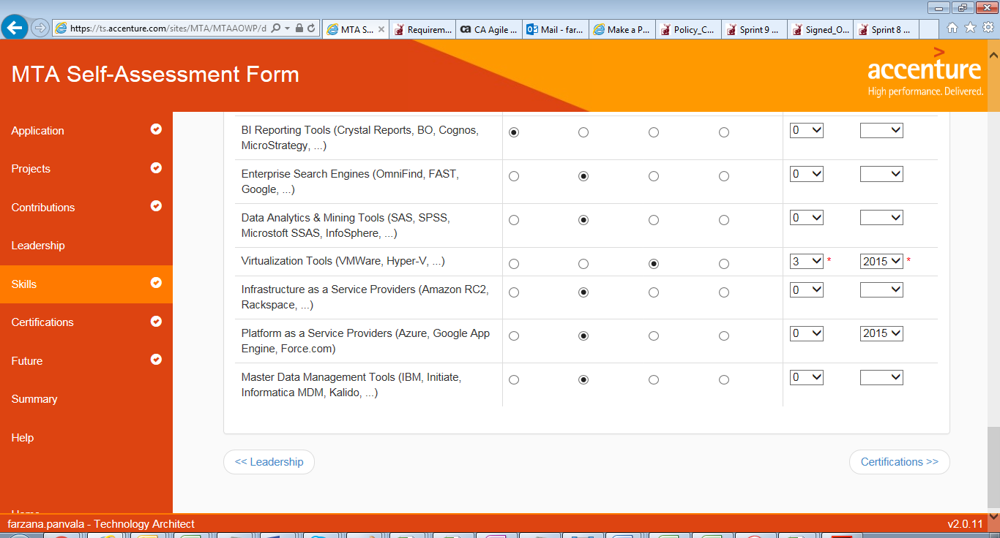 https://ts.accenture.com/sites/MTA/MTAAOWP/d
MTA S...
Requirem...
CA Agile ...
Mail - far...
Make a P...
Policy_C...
Sprint 9 ...
Signed_O...
Sprint 8 ...
MTA Self-Assessment Form
>
accenture
High performance. Delivered.
Application
Projects
Contributions
Leadership
Skills
Certifications
Future
Summary
Help
BI Reporting Tools (Crystal Reports, BO, Cognos,
MicroStrategy, ...)
0
Enterprise Search Engines (OmniFind, FAST,
Google, ...)
0
Data Analytics & Mining Tools (SAS, SPSS,
Microstoft SSAS, InfoSphere, ...)
0
Virtualization Tools (VMWare, Hyper-V, ...)
3 * 2015 *
Infrastructure as a Service Providers (Amazon RC2,
Rackspace, ...)
0
Platform as a Service Providers (Azure, Google App
Engine, Force.com)
0 2015
Master Data Management Tools (IBM, Initiate,
Informatica MDM, Kalido, ...)
0
<< Leadership
Certifications >>
farzana.panvala - Technology Architect
v2.0.11